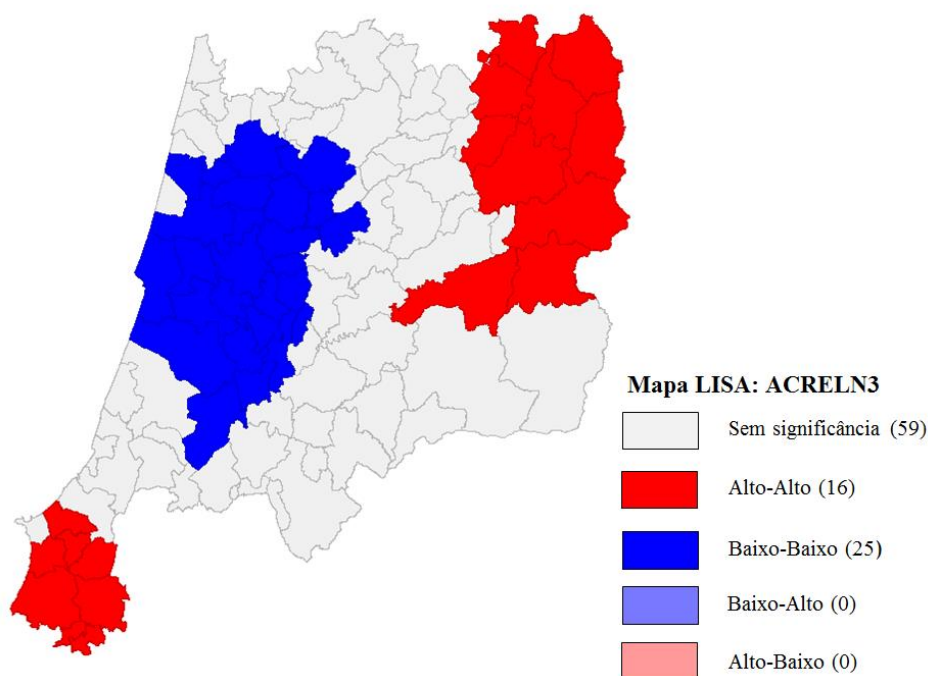 Mapa LISA: ACRELN3
Sem significância (59)
Alto-Alto (16)
Baixo-Baixo (25)
Baixo-Alto (0)
Alto-Baixo (0)